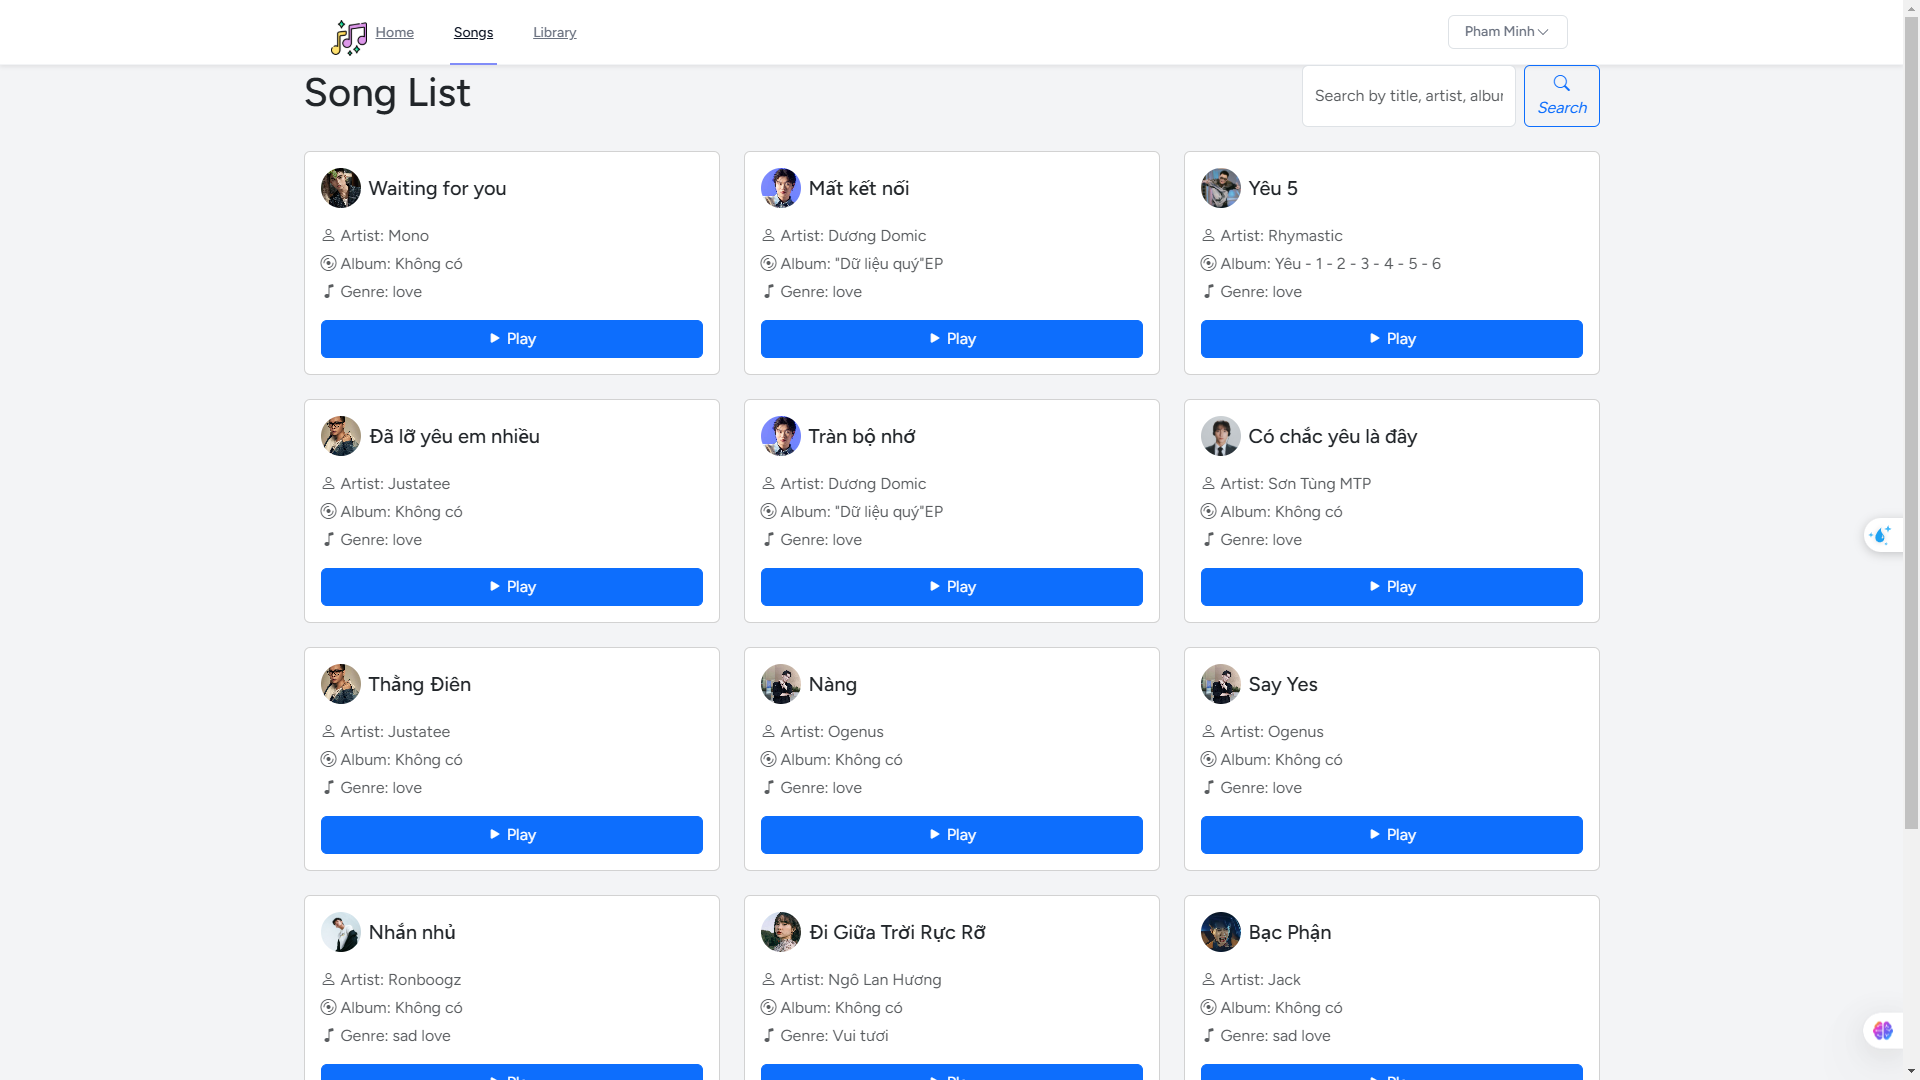 Home
Songs
Library
Pham Minh
Song List
Search by title, artist, albur
Search
Waiting for you
Artist: Mono
Album: Không có
Genre: love
Play
Mất kết nối
Artist: Dương Domic
Album: "Dữ liệu quý"EP
Genre: love
Play
Yêu 5
Artist: Rhymastic
Album: Yêu - 1 - 2 - 3 - 4 - 5 - 6
Genre: love
Play
Đã lỡ yêu em nhiều
Artist: Justatee
Album: Không có
Genre: love
Play
Tràn bộ nhớ
Artist: Dương Domic
Album: "Dữ liệu quý"EP
Genre: love
Play
Có chắc yêu là đây
Artist: Sơn Tùng MTP
Album: Không có
Genre: love
Play
Thằng Điên
Artist: Justatee
Album: Không có
Genre: love
Play
Nàng
Artist: Ogenus
Album: Không có
Genre: love
Play
Say Yes
Artist: Ogenus
Album: Không có
Genre: love
Play
Nhắn nhủ
Artist: Ronboogz
Album: Không có
Genre: sad love
Đi Giữa Trời Rực Rỡ
Artist: Ngô Lan Hương
Album: Không có
Genre: Vui tươi
Bạc Phận
Artist: Jack
Album: Không có
Genre: sad love